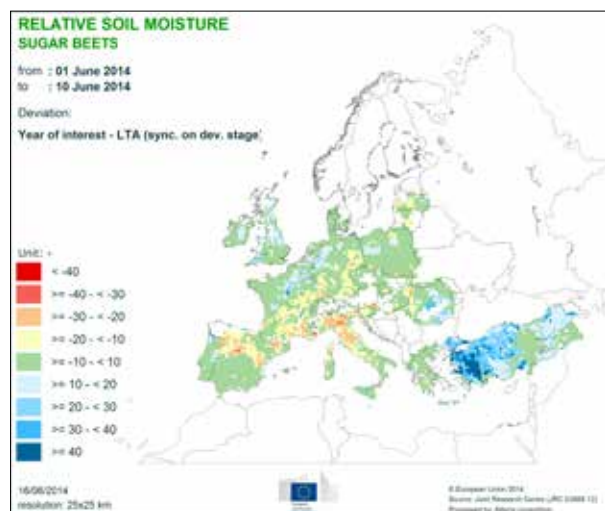 RELATIVE SOIL MOISTURE
SUGAR BEETS
from : 01 June 2014
to : 10 June 2014
Deviation:
Year of interest - LTA (sync. on dev. stage)
Unit: -
< -40
>= -40 - < -30
>= -30 - < -20
>= -20 - < -10
>= -10 - < 10
>= 10 - < 20
>= 20 - < 30
>= 30 - < 40
>= 40
16/06/2014
resolution: 25x25 km
© European Union 2014
Source: Joint Research Centre